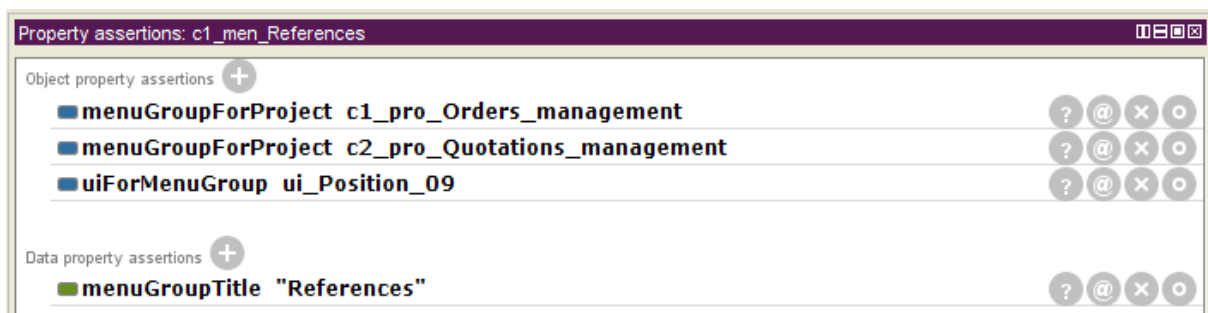 Property assertions: c1_men_References
Object property assertions
menuGroupForProject c1_pro_Orders_management
menuGroupForProject c2_pro_Quotations_management
uiForMenuGroup ui_Position_09
Data property assertions
menuGroupTitle "References"